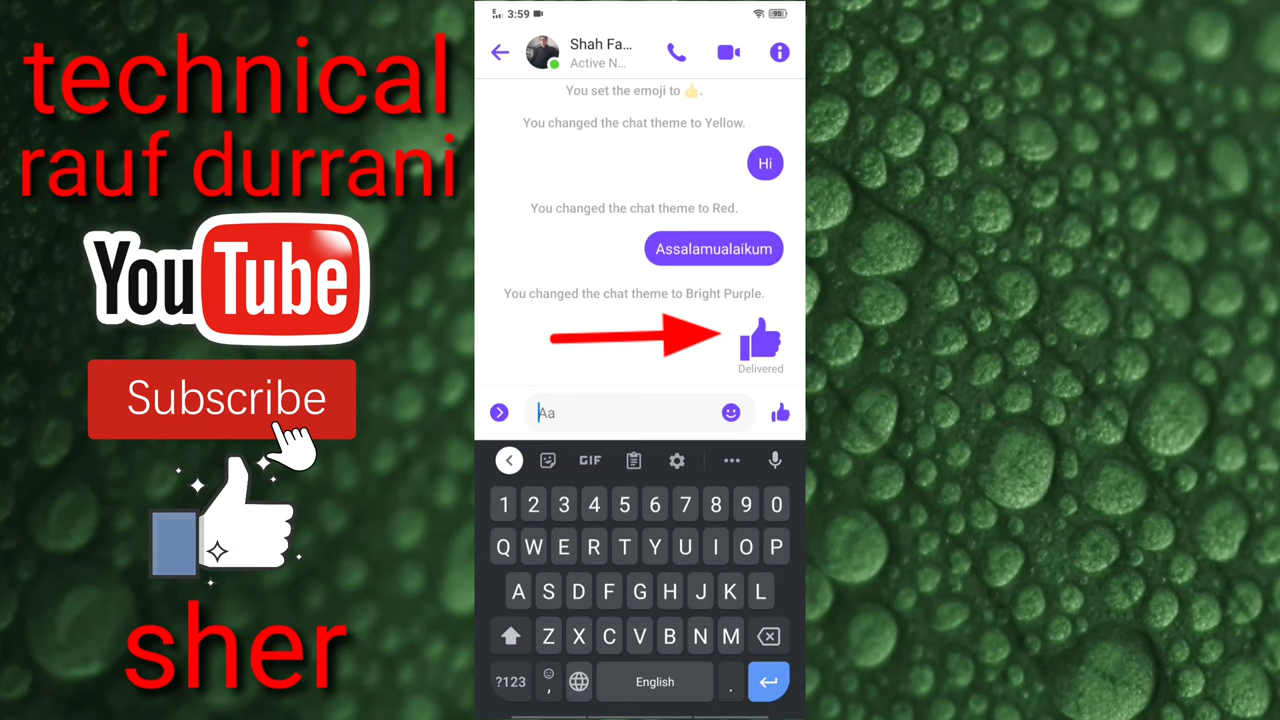 technical
rauf durrani
YouTube
Subscribe
sher
E
3:59
95
Shah Fa...
Active N...
You set the emoji to 👍.
You changed the chat theme to Yellow.
Hi
You changed the chat theme to Red.
Assalamualaikum
You changed the chat theme to Bright Purple.
Delivered
Aa
GIF
1 2 3 4 5 6 7 8 9 0
Q W E R T Y U I O P
A S D F G H J K L
Z X C V B N M
?123 , English .